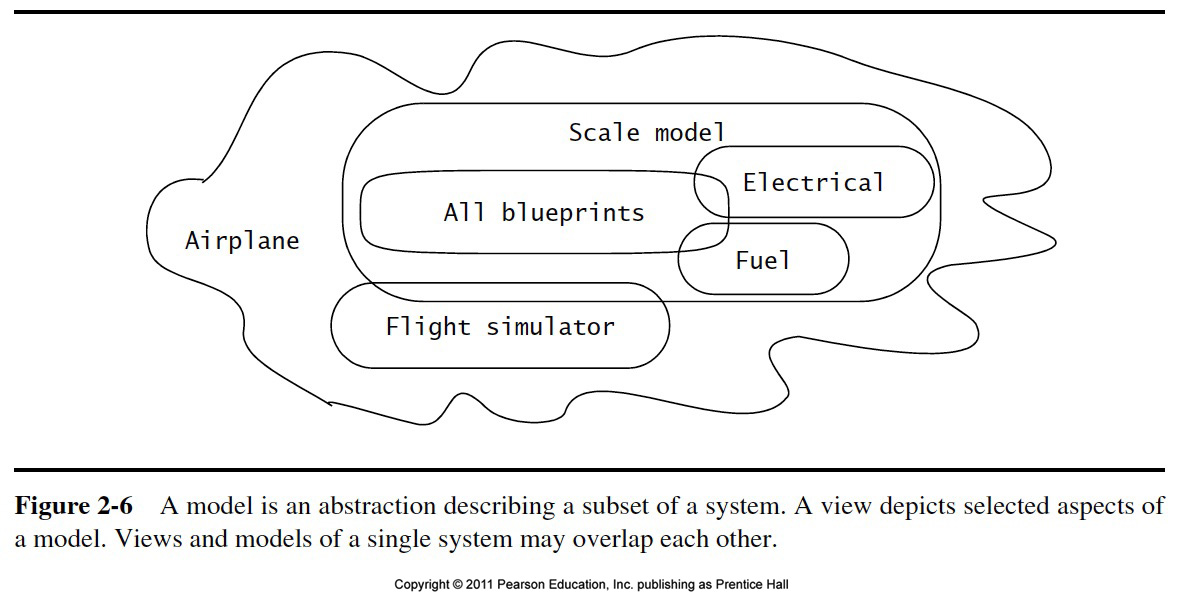 Scale model
Electrical
All blueprints
Airplane
Fuel
Flight simulator
Figure 2-6 A model is an abstraction describing a subset of a system. A view depicts selected aspects of
a model. Views and models of a single system may overlap each other.
Copyright © 2011 Pearson Education, Inc. publishing as Prentice Hall